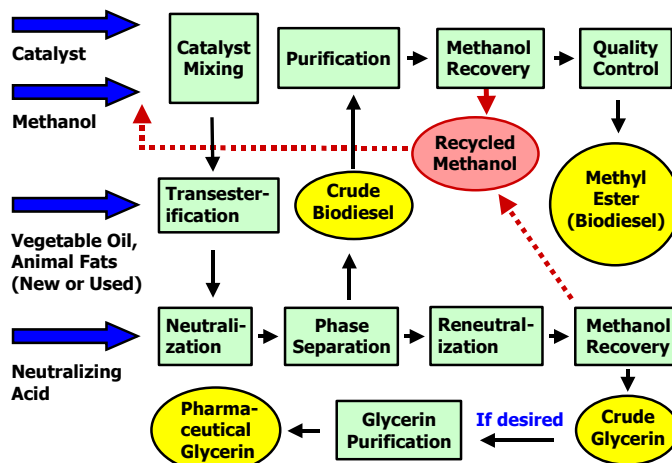 Catalyst
Methanol
Vegetable Oil,
Animal Fats
(New or Used)
Neutralizing
Acid
Catalyst
Mixing
Purification
Methanol
Recovery
Quality
Control
Recycled
Methanol
Transester-
ification
Crude
Biodiesel
Methyl
Ester
(Biodiesel)
Neutrali-
zation
Phase
Separation
Reneutral-
ization
Methanol
Recovery
Pharma-
ceutical
Glycerin
Glycerin
Purification
If desired
Crude
Glycerin